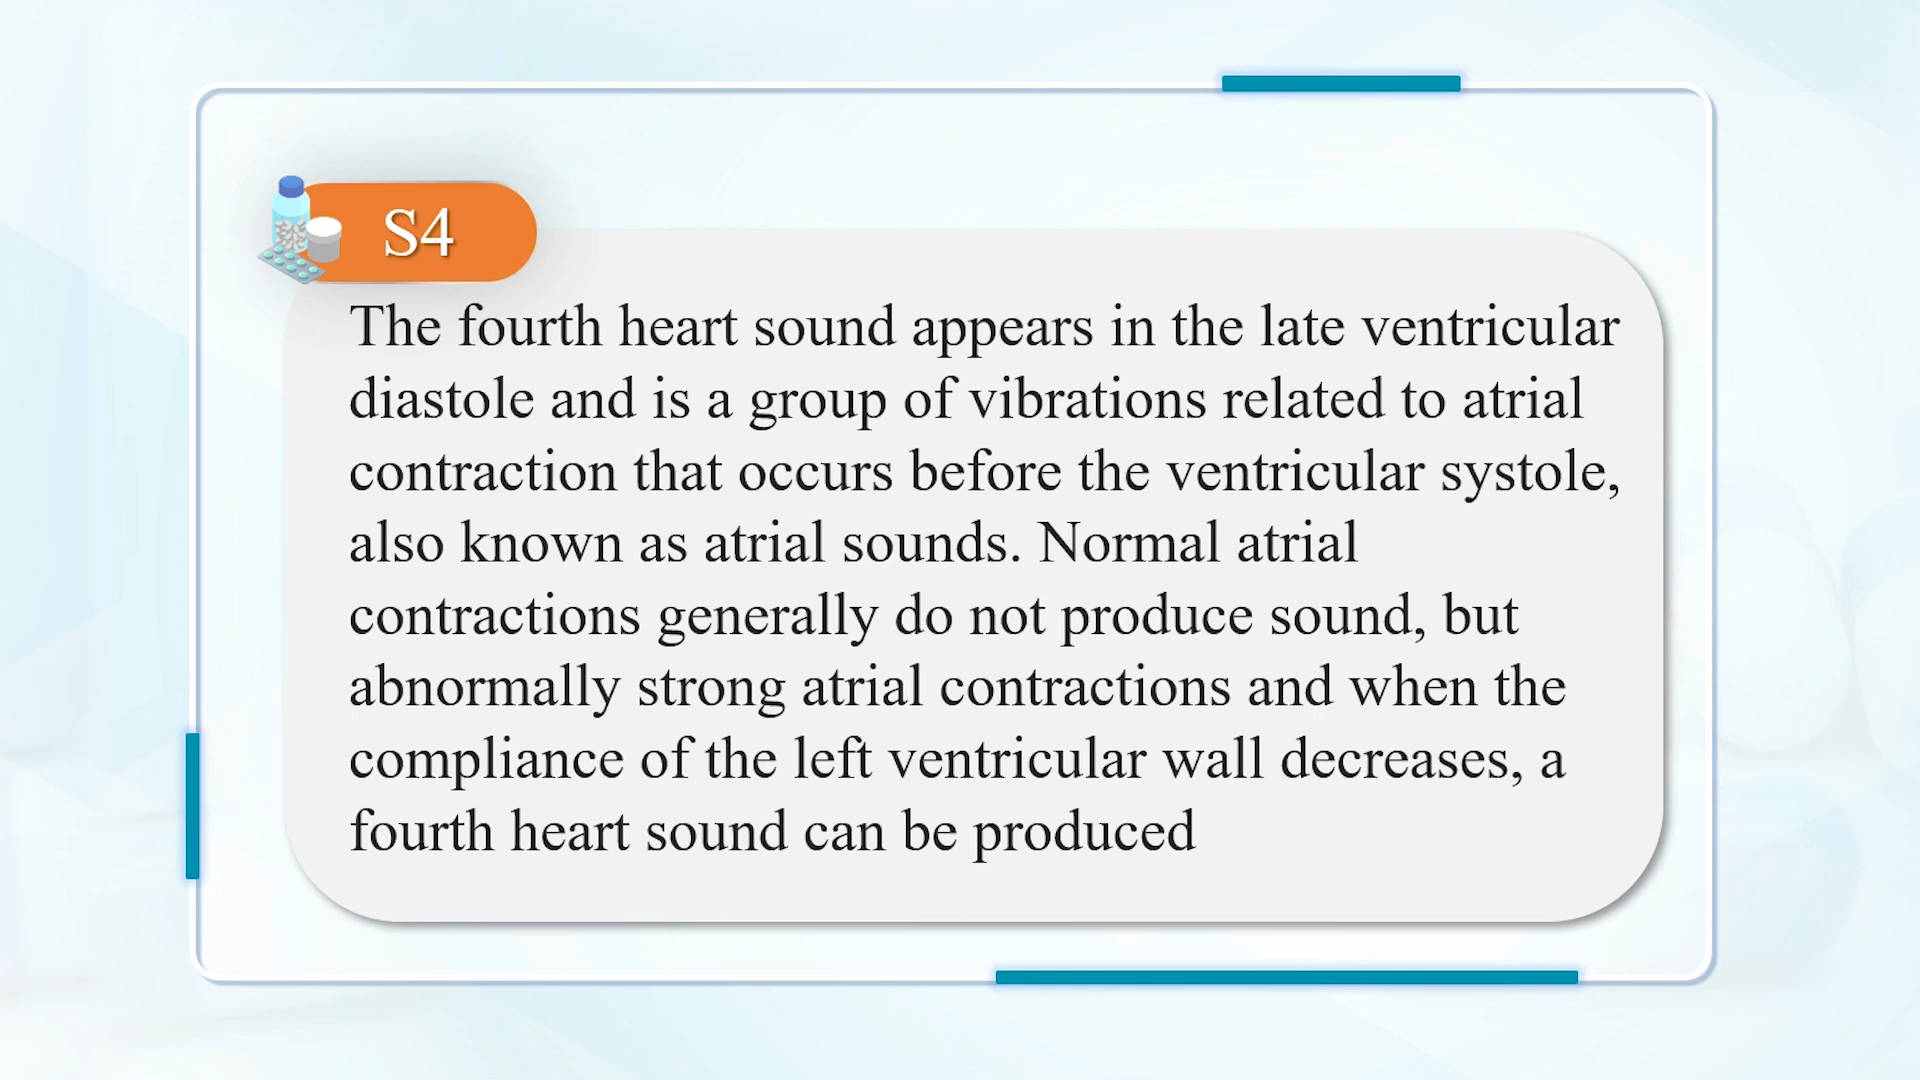 S4
The fourth heart sound appears in the late ventricular
diastole and is a group of vibrations related to atrial
contraction that occurs before the ventricular systole,
also known as atrial sounds. Normal atrial
contractions generally do not produce sound, but
abnormally strong atrial contractions and when the
compliance of the left ventricular wall decreases, a
fourth heart sound can be produced